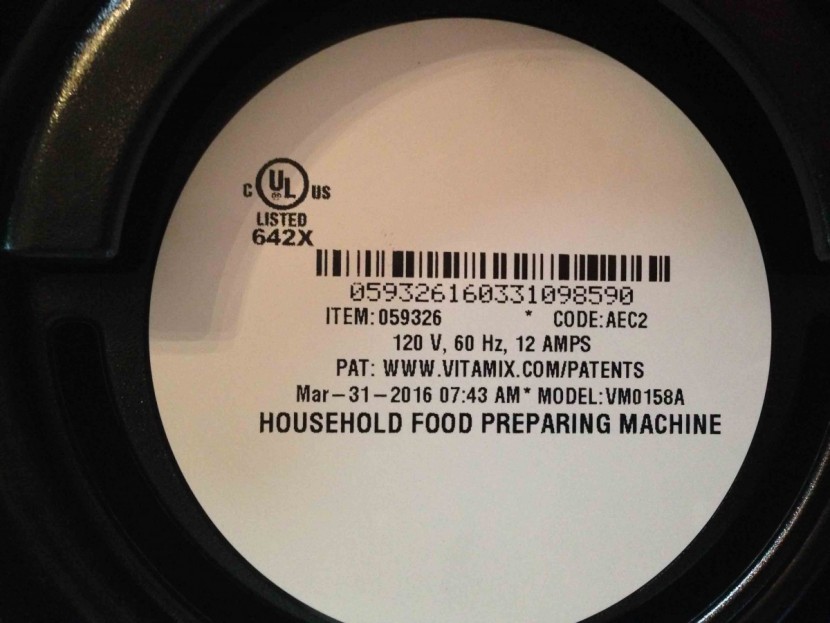 C UL US
LISTED
642X
059326160331098590
ITEM:059326 * CODE:AEC2
120 V, 60 Hz, 12 AMPS
PAT: WWW.VITAMIX.COM/PATENTS
Mar-31-2016 07:43 AM* MODEL:VM0158A
HOUSEHOLD FOOD PREPARING MACHINE